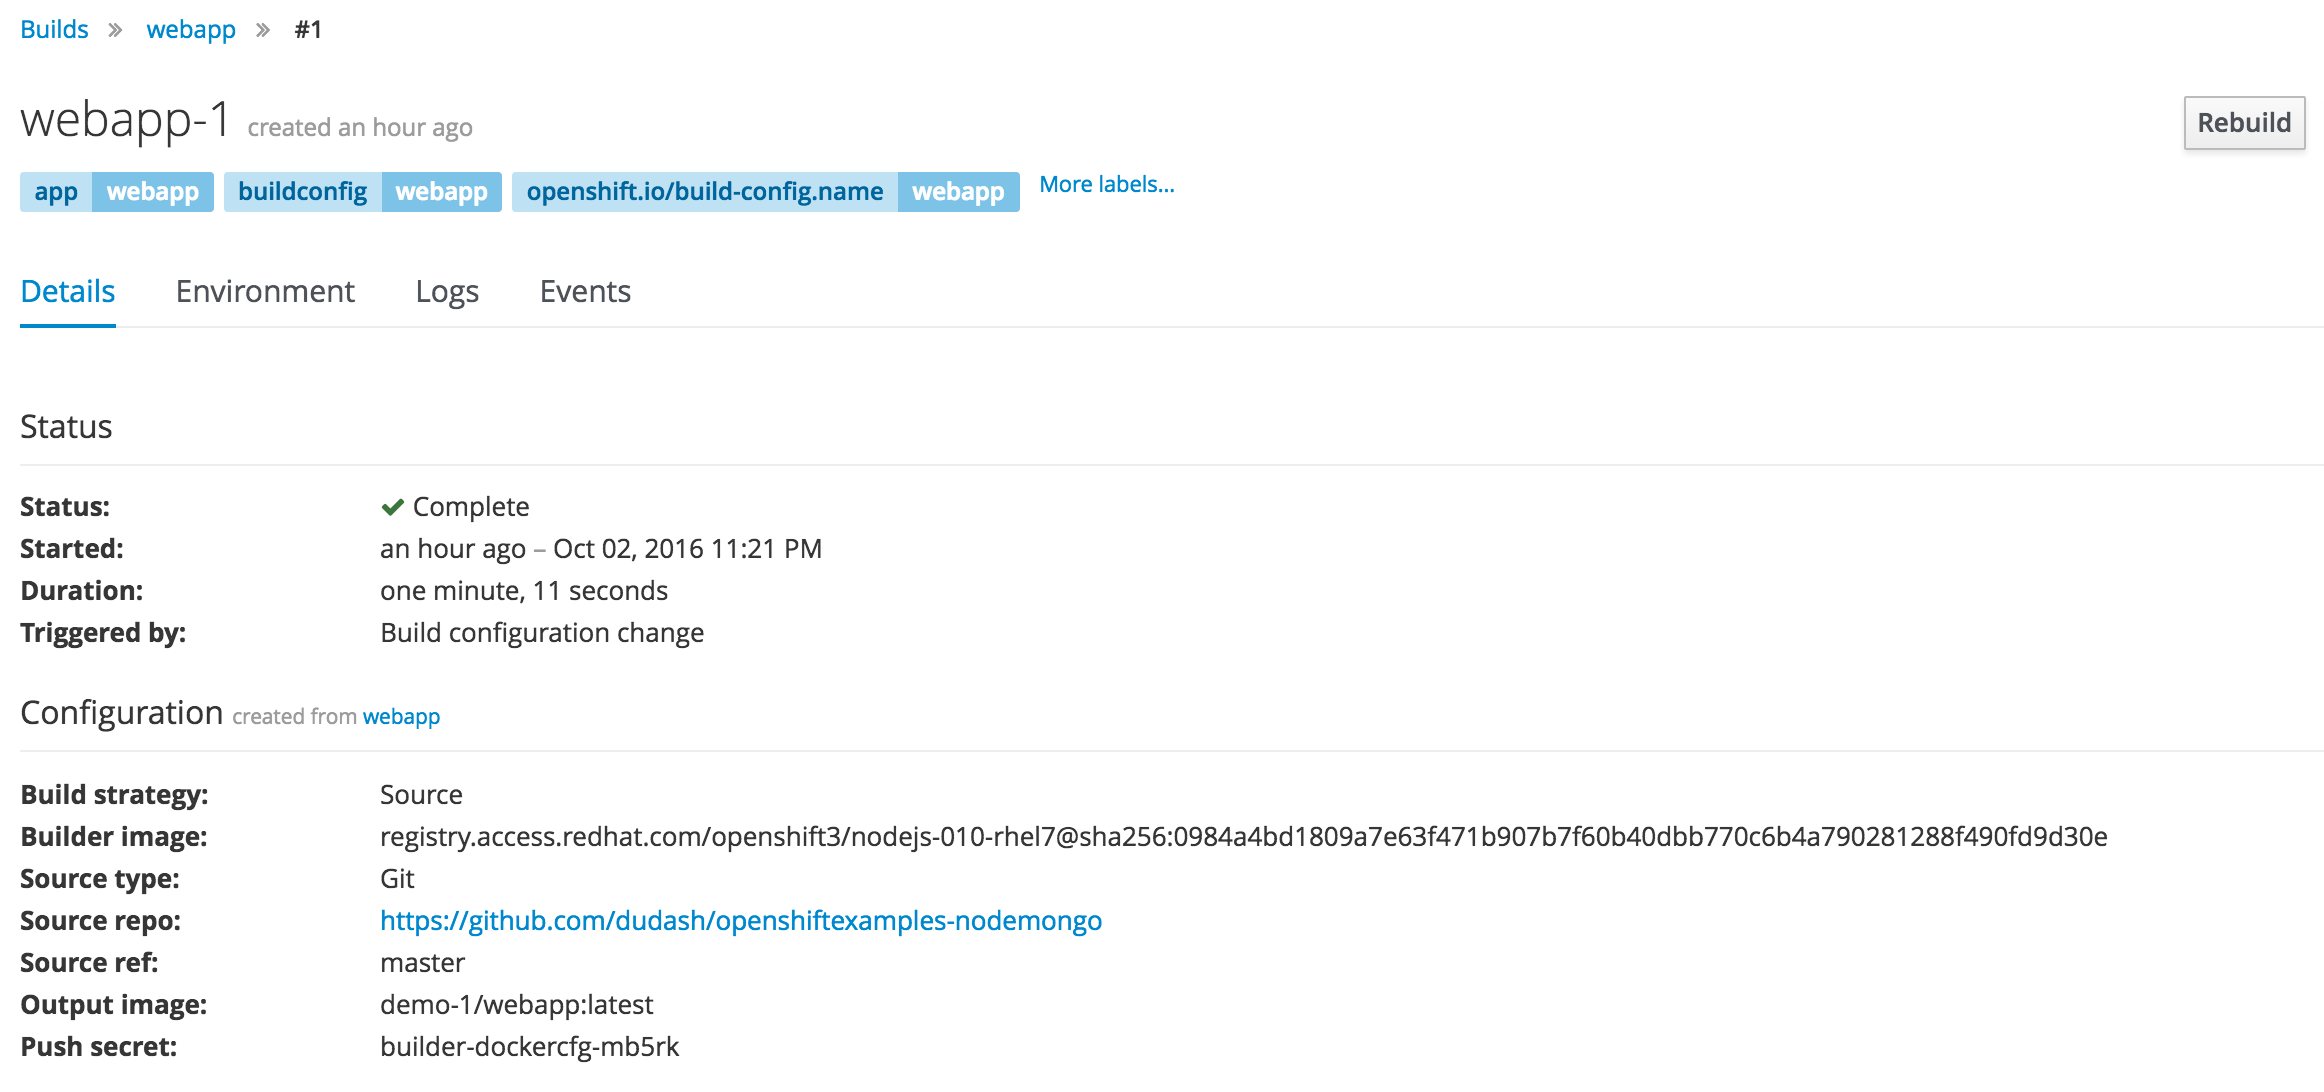 Builds » webapp » #1
webapp-1 created an hour ago
Rebuild
app webapp buildconfig webapp openshift.io/build-config.name webapp More labels...
Details Environment Logs Events
Status
Status: Complete
Started: an hour ago – Oct 02, 2016 11:21 PM
Duration: one minute, 11 seconds
Triggered by: Build configuration change
Configuration created from webapp
Build strategy: Source
Builder image: registry.access.redhat.com/openshift3/nodejs-010-rhel7@sha256:0984a4bd1809a7e63f471b907b7f60b40dbb770c6b4a790281288f490fd9d30e
Source type: Git
Source repo: https://github.com/dudash/openshiftexamples-nodemongo
Source ref: master
Output image: demo-1/webapp:latest
Push secret: builder-dockercfg-mb5rk